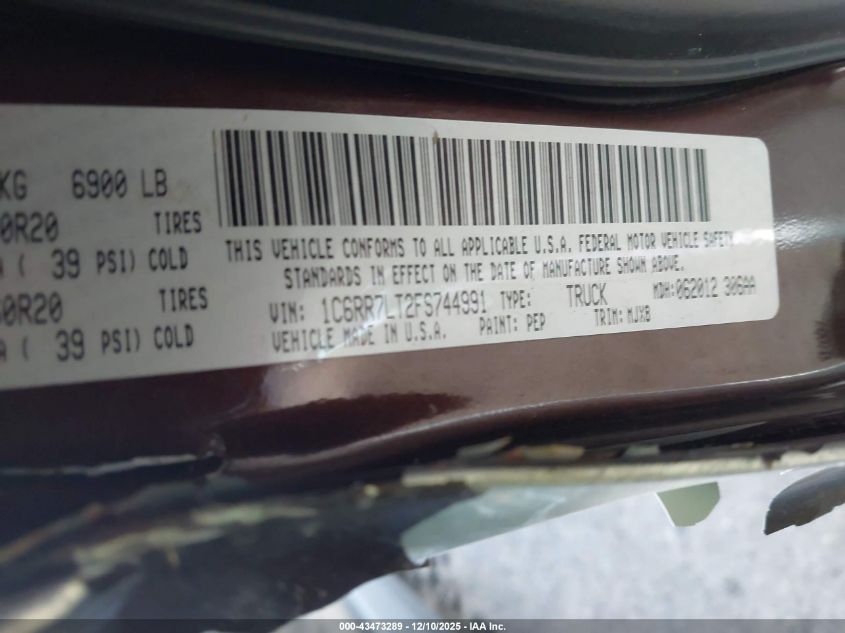 KG 6900 LB
0R20 TIRES
( 39 PSI) COLD
0R20 TIRES
A ( 39 PSI) COLD
THIS VEHICLE CONFORMS TO ALL APPLICABLE U.S.A. FEDERAL MOTOR VEHICLE SAFETY
STANDARDS IN EFFECT ON THE DATE OF MANUFACTURE SHOWN ABOVE.
VIN: 1C6RR7LT2FS744991 TYPE: TRUCK MDH: 062012 306AA
VEHICLE MADE IN U.S.A. PAINT: PEP TRIM: MJXB
000-43473289 - 12/10/2025 - IAA Inc.